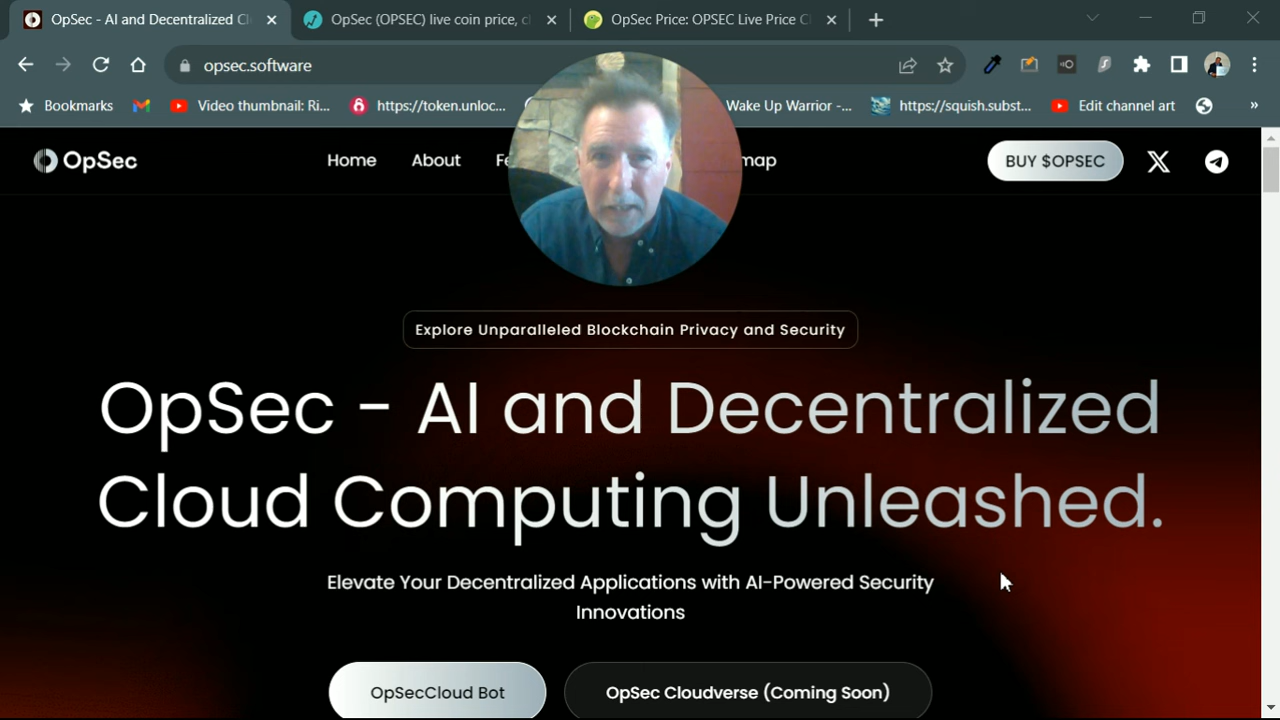 OpSec - AI and Decentralized Cl
OpSec (OPSEC) live coin price, c
OpSec Price: OPSEC Live Price C
opsec.software
Bookmarks
Video thumbnail: Ri...
https://token.unloc...
Wake Up Warrior -...
https://squish.subst...
Edit channel art
»
OpSec
Home
About
Fe
map
BUY $OPSEC
Explore Unparalleled Blockchain Privacy and Security
OpSec - AI and Decentralized
Cloud Computing Unleashed.
Elevate Your Decentralized Applications with AI-Powered Security
Innovations
OpSecCloud Bot
OpSec Cloudverse (Coming Soon)